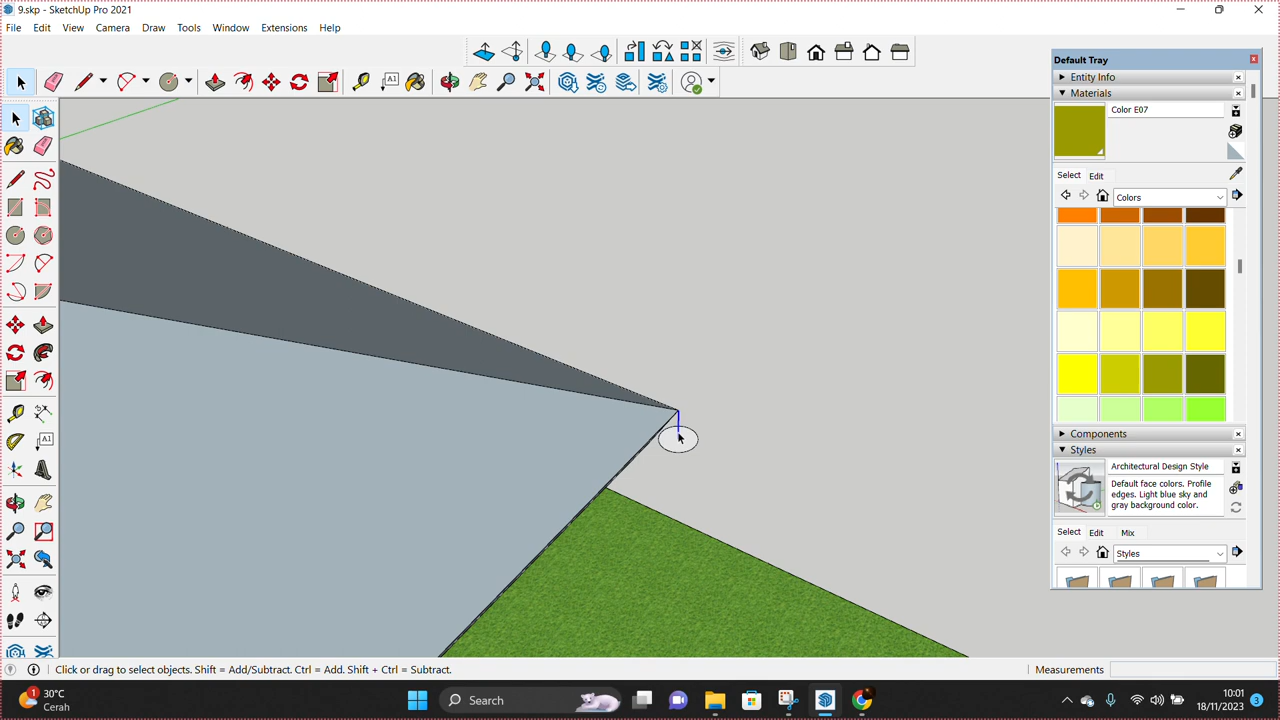 9.skp - SketchUp Pro 2021
File Edit View Camera Draw Tools Window Extensions Help
Default Tray
Entity Info
Materials
Color E07
Select Edit
Colors
Components
Styles
Architectural Design Style
Default face colors. Profile
edges. Light blue sky and
gray background color.
Select Edit Mix
Styles
Click or drag to select objects. Shift = Add/Subtract. Ctrl = Add. Shift + Ctrl = Subtract.
Measurements
1
30°C
Cerah
Search
10:01
18/11/2023
3